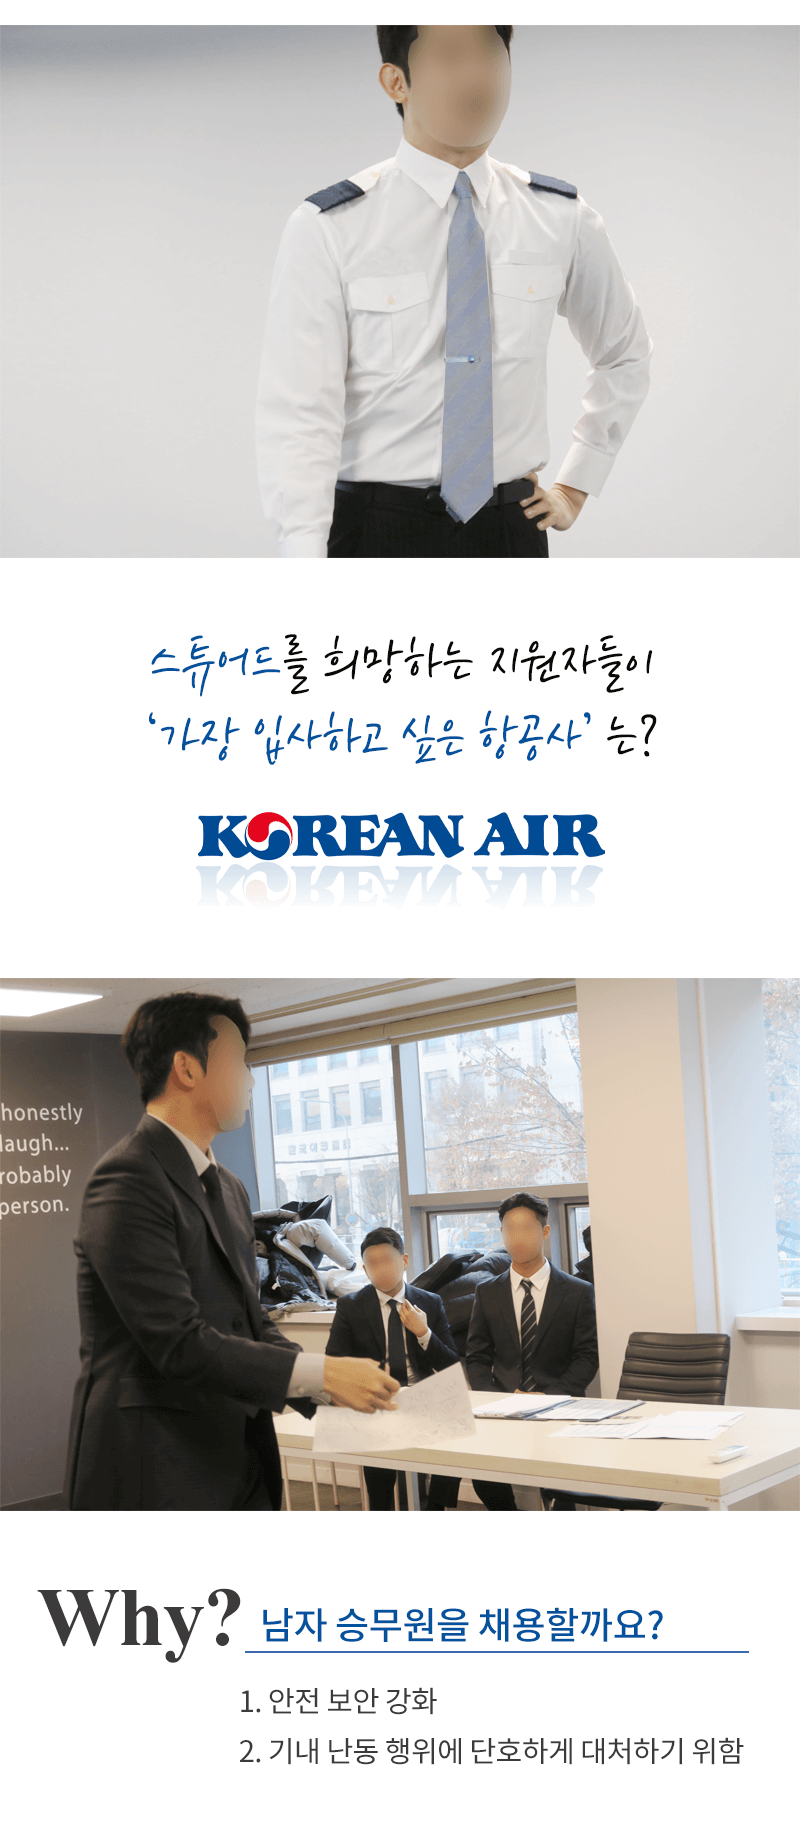 스튜어드를 희망하는 지원자들이
‘가장 입사하고 싶은 항공사’ 는?
KOREAN AIR
honestly
laugh...
robably
person.
Why? 남자 승무원을 채용할까요?
1. 안전 보안 강화
2. 기내 난동 행위에 단호하게 대처하기 위함